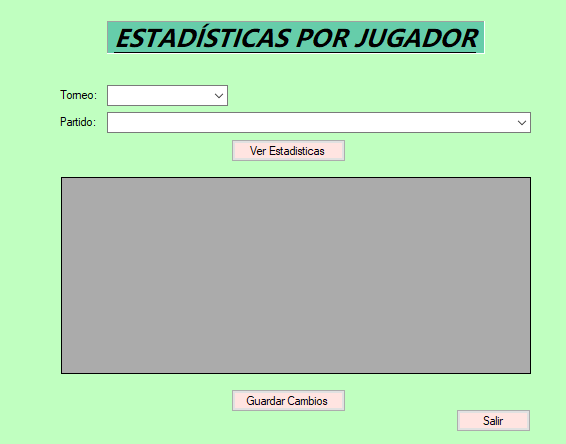 ESTADÍSTICAS POR JUGADOR
Torneo:
Partido:
Ver Estadisticas
Guardar Cambios
Salir